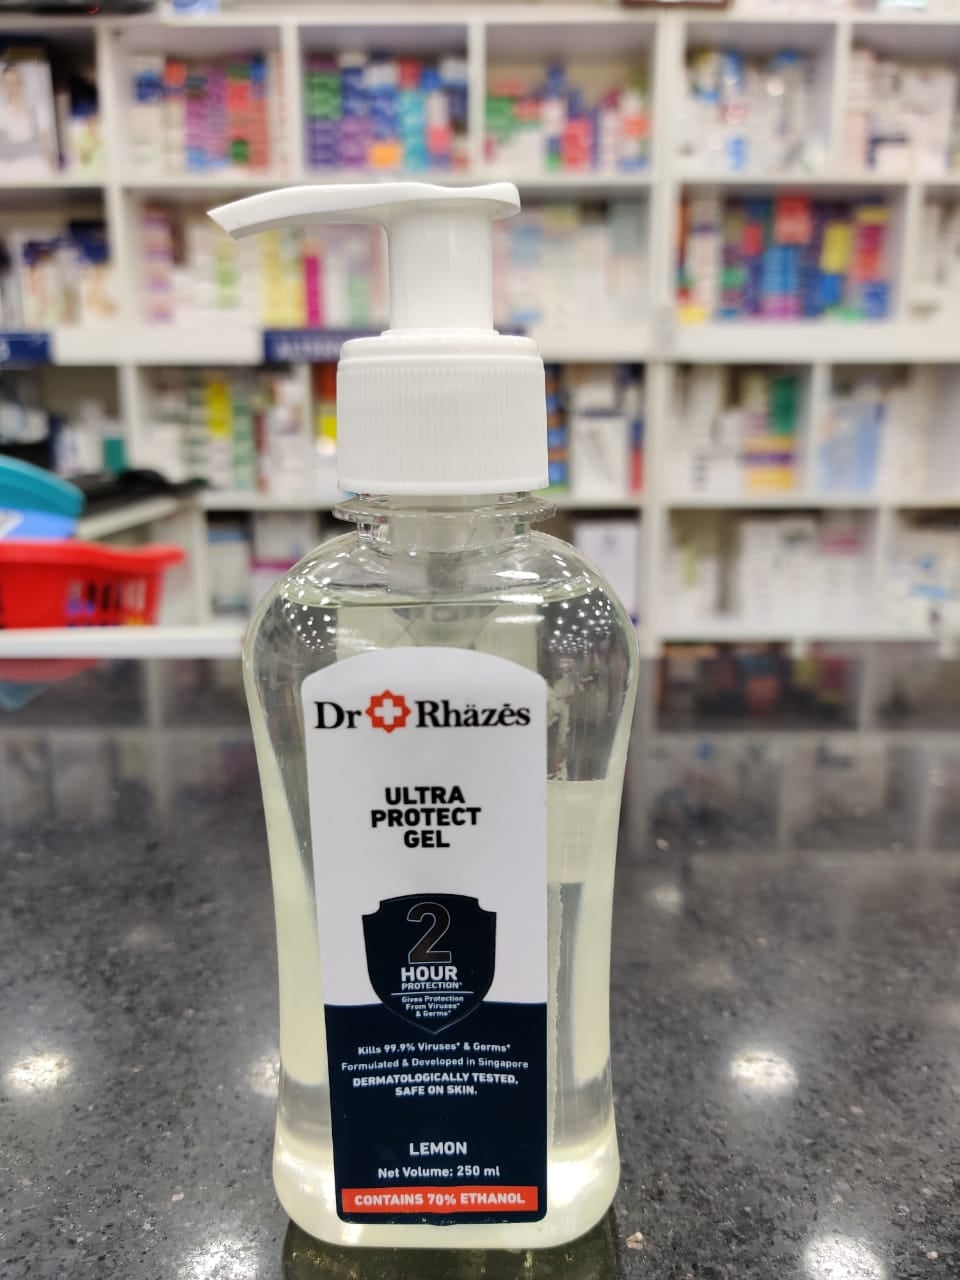 Dr Rhäzēs
ULTRA
PROTECT
GEL
2
HOUR
PROTECTION*
Gives Protection
From Viruses*
& Germs*
Kills 99.9% Viruses* & Germs*
Formulated & Developed in Singapore
DERMATOLOGICALLY TESTED,
SAFE ON SKIN.
LEMON
Net Volume: 250 ml
CONTAINS 70% ETHANOL